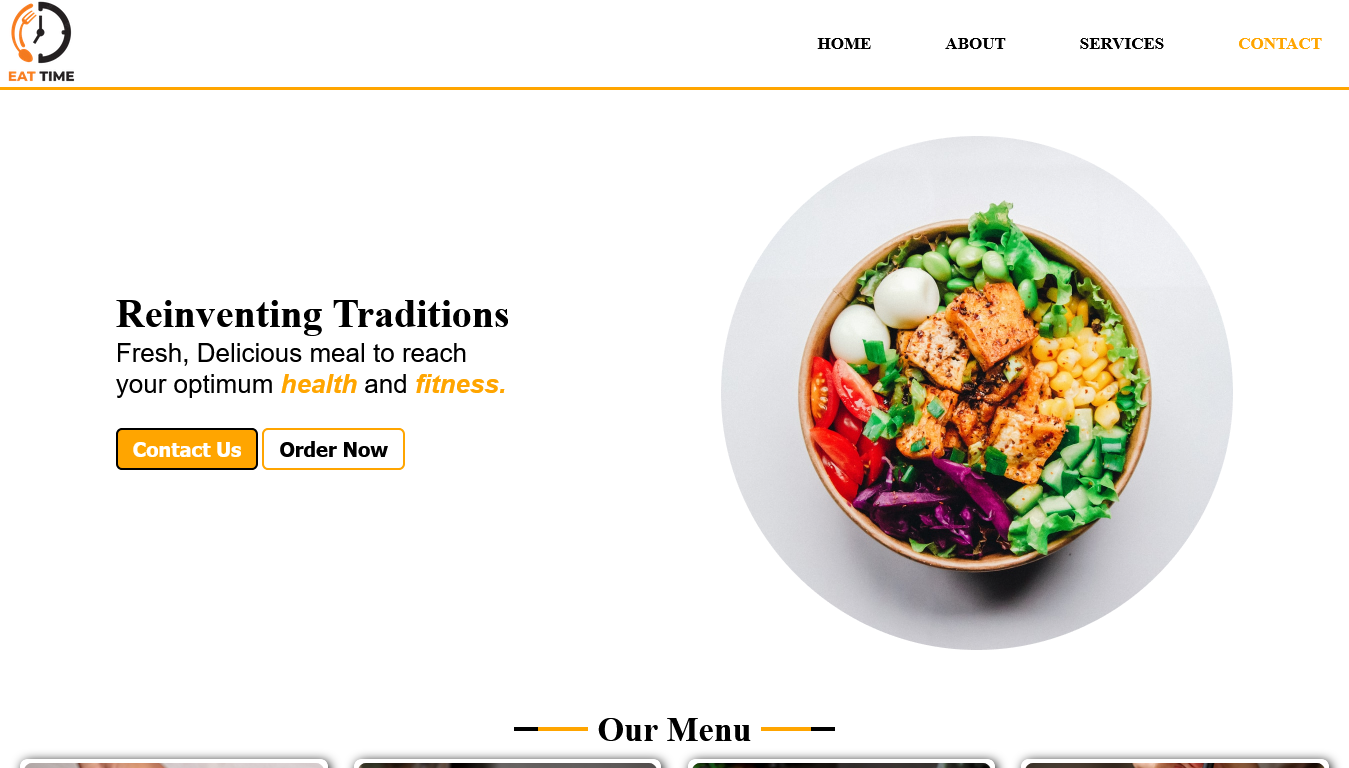 EAT TIME
HOME ABOUT SERVICES CONTACT
Reinventing Traditions
Fresh, Delicious meal to reach
your optimum health and fitness.
Contact Us Order Now
Our Menu